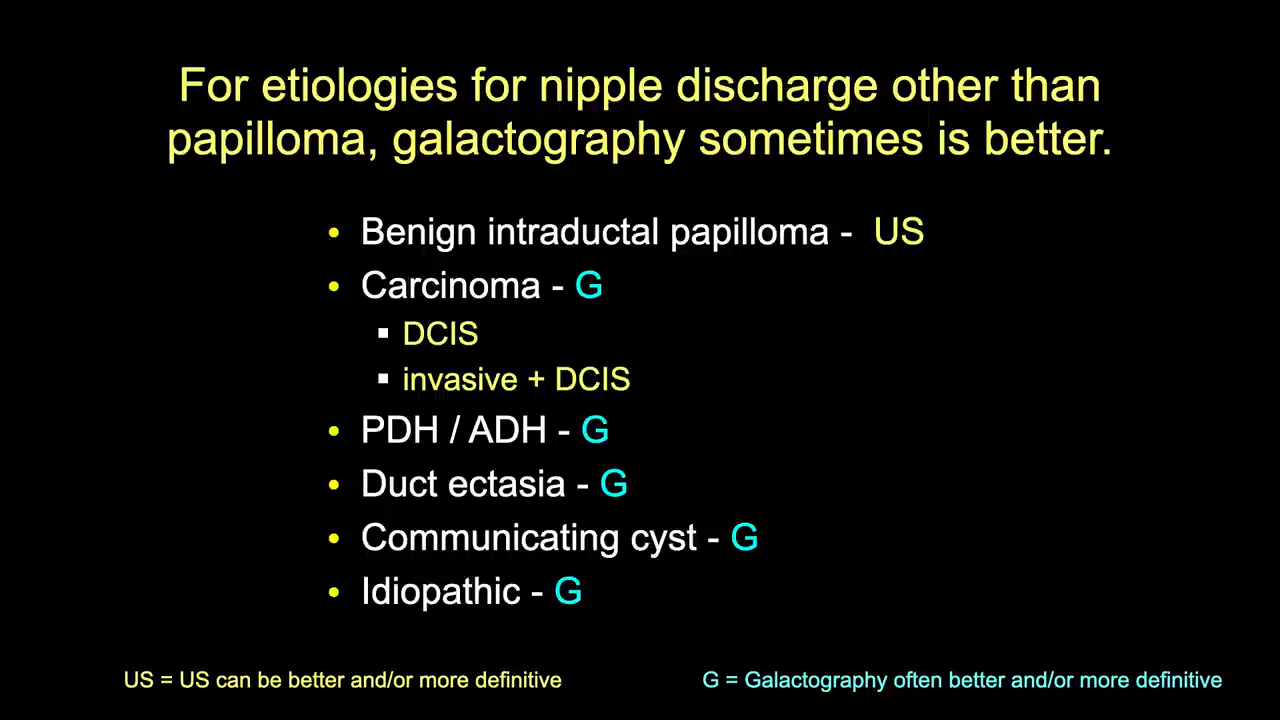 For etiologies for nipple discharge other than
papilloma, galactography sometimes is better.
• Benign intraductal papilloma - US
• Carcinoma - G
▪ DCIS
▪ invasive + DCIS
• PDH / ADH - G
• Duct ectasia - G
• Communicating cyst - G
• Idiopathic - G
US = US can be better and/or more definitive
G = Galactography often better and/or more definitive